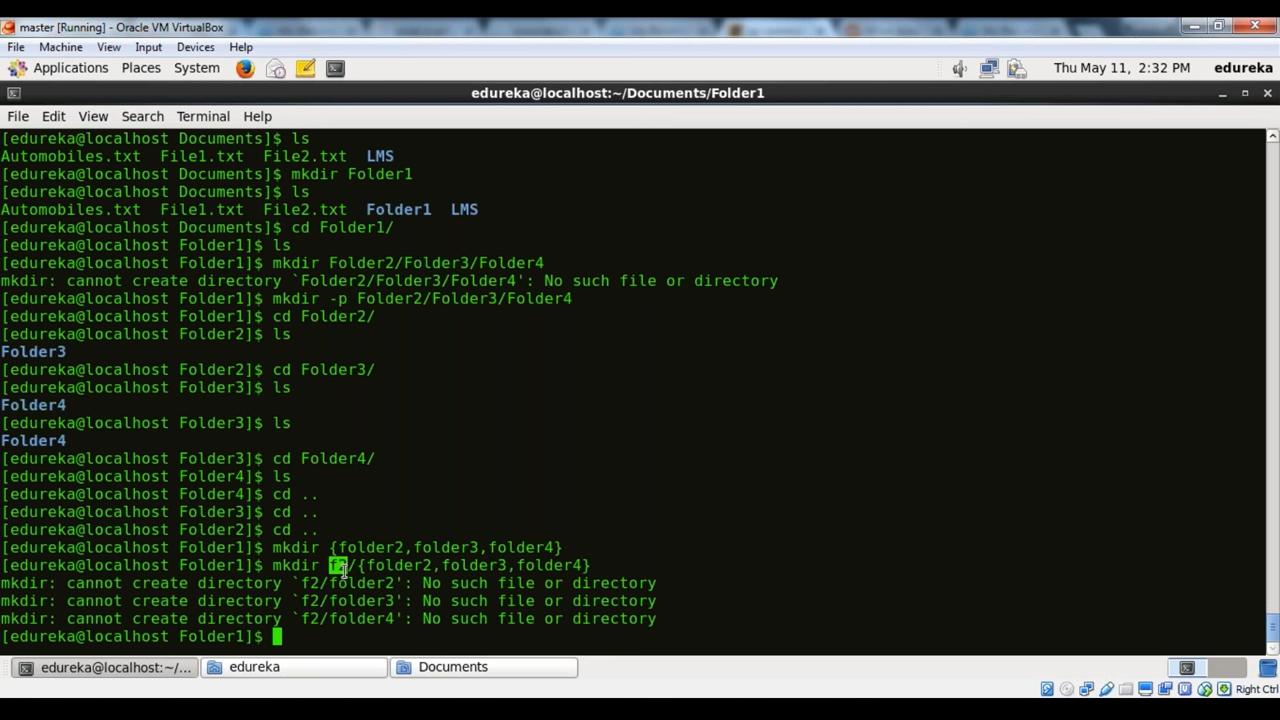 master [Running] - Oracle VM VirtualBox
File Machine View Input Devices Help
Applications Places System Thu May 11, 2:32 PM edureka
edureka@localhost:~/Documents/Folder1
File Edit View Search Terminal Help
[edureka@localhost Documents]$ ls
Automobiles.txt File1.txt File2.txt LMS
[edureka@localhost Documents]$ mkdir Folder1
[edureka@localhost Documents]$ ls
Automobiles.txt File1.txt File2.txt Folder1 LMS
[edureka@localhost Documents]$ cd Folder1/
[edureka@localhost Folder1]$ ls
[edureka@localhost Folder1]$ mkdir Folder2/Folder3/Folder4
mkdir: cannot create directory `Folder2/Folder3/Folder4': No such file or directory
[edureka@localhost Folder1]$ mkdir -p Folder2/Folder3/Folder4
[edureka@localhost Folder1]$ cd Folder2/
[edureka@localhost Folder2]$ ls
Folder3
[edureka@localhost Folder2]$ cd Folder3/
[edureka@localhost Folder3]$ ls
Folder4
[edureka@localhost Folder3]$ ls
Folder4
[edureka@localhost Folder3]$ cd Folder4/
[edureka@localhost Folder4]$ ls
[edureka@localhost Folder4]$ cd ..
[edureka@localhost Folder3]$ cd ..
[edureka@localhost Folder2]$ cd ..
[edureka@localhost Folder1]$ mkdir {folder2,folder3,folder4}
[edureka@localhost Folder1]$ mkdir f2/{folder2,folder3,folder4}
mkdir: cannot create directory `f2/folder2': No such file or directory
mkdir: cannot create directory `f2/folder3': No such file or directory
mkdir: cannot create directory `f2/folder4': No such file or directory
[edureka@localhost Folder1]$
edureka@localhost:~/... edureka Documents
Right Ctrl